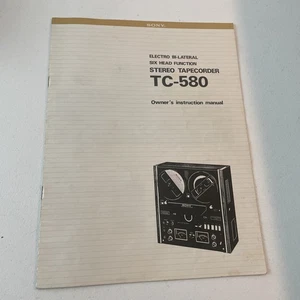 SONY
ELECTRO BI-LATERAL
SIX HEAD FUNCTION
STEREO TAPECORDER
TC-580
Owner's instruction manual